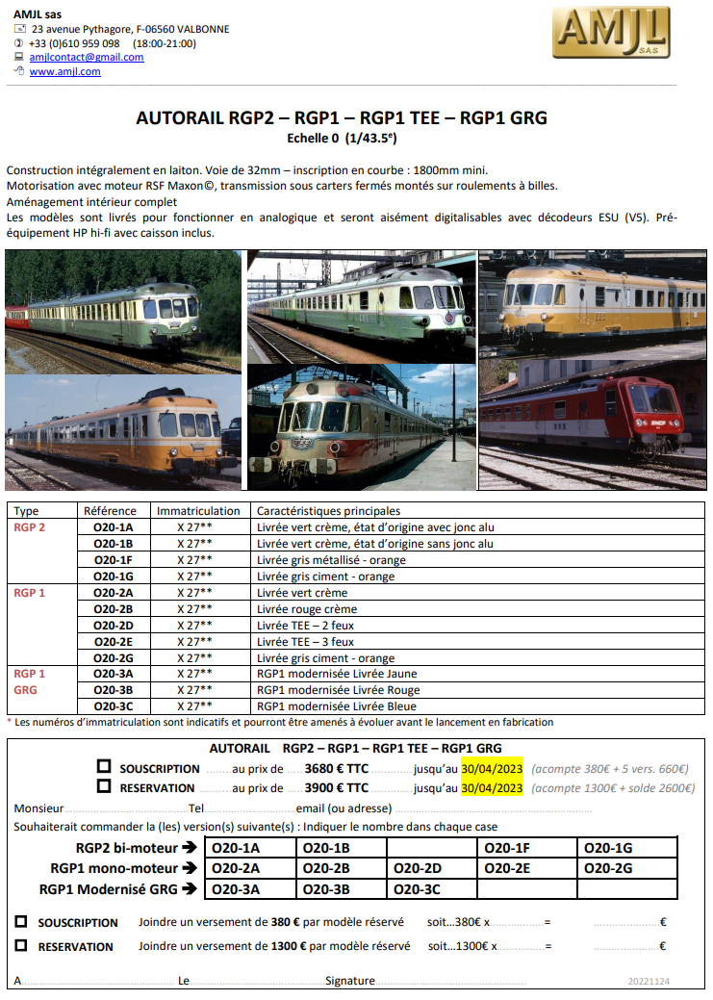 AMJL sas
23 avenue Pythagore, F-06560 VALBONNE
+33 (0)610 959 098 (18:00-21:00)
amjlcontact@gmail.com
www.amjl.com
AMJL
SAS
AUTORAIL RGP2 – RGP1 – RGP1 TEE – RGP1 GRG
Echelle 0 (1/43.5e)
Construction intégralement en laiton. Voie de 32mm – inscription en courbe : 1800mm mini.
Motorisation avec moteur RSF Maxon©, transmission sous carters fermés montés sur roulements à billes.
Aménagement intérieur complet
Les modèles sont livrés pour fonctionner en analogique et seront aisément digitalisables avec décodeurs ESU (V5). Pré-
équipement HP hi-fi avec caisson inclus.
SNCF
Type Référence Immatriculation Caractéristiques principales
RGP 2 O20-1A X 27** Livrée vert crème, état d'origine avec jonc alu
O20-1B X 27** Livrée vert crème, état d'origine sans jonc alu
O20-1F X 27** Livrée gris métallisé - orange
O20-1G X 27** Livrée gris ciment - orange
RGP 1 O20-2A X 27** Livrée vert crème
O20-2B X 27** Livrée rouge crème
O20-2D X 27** Livrée TEE – 2 feux
O20-2E X 27** Livrée TEE – 3 feux
O20-2G X 27** Livrée gris ciment - orange
RGP 1 O20-3A X 27** RGP1 modernisée Livrée Jaune
GRG O20-3B X 27** RGP1 modernisée Livrée Rouge
O20-3C X 27** RGP1 modernisée Livrée Bleue
* Les numéros d'immatriculation sont indicatifs et pourront être amenés à évoluer avant le lancement en fabrication
AUTORAIL RGP2 – RGP1 – RGP1 TEE – RGP1 GRG
SOUSCRIPTION ........au prix de ..... 3680 € TTC ............. jusqu'au 30/04/2023 (acompte 380€ + 5 vers. 660€)
RESERVATION ........au prix de ..... 3900 € TTC ............. jusqu'au 30/04/2023 (acompte 1300€ + solde 2600€)
Monsieur.................................... Tel..........................email (ou adresse) ........................................................
Souhaiterait commander la (les) version(s) suivante(s) : Indiquer le nombre dans chaque case
RGP2 bi-moteur ➔ O20-1A O20-1B O20-1F O20-1G
RGP1 mono-moteur ➔ O20-2A O20-2B O20-2D O20-2E O20-2G
RGP1 Modernisé GRG ➔ O20-3A O20-3B O20-3C
SOUSCRIPTION Joindre un versement de 380 € par modèle réservé soit…380€ x................= ....................€
RESERVATION Joindre un versement de 1300 € par modèle réservé soit…1300€ x..............= ....................€
A............................................ Le.......................................Signature.......................................................... 20221124